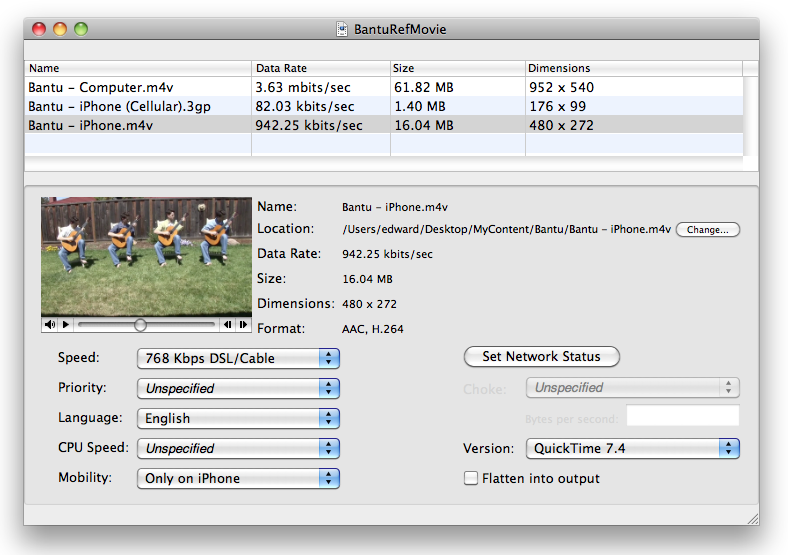 BantuRefMovie
Name Data Rate Size Dimensions
Bantu - Computer.m4v 3.63 mbits/sec 61.82 MB 952 x 540
Bantu - iPhone (Cellular).3gp 82.03 kbits/sec 1.40 MB 176 x 99
Bantu - iPhone.m4v 942.25 kbits/sec 16.04 MB 480 x 272
Name: Bantu - iPhone.m4v
Location: /Users/edward/Desktop/MyContent/Bantu/Bantu - iPhone.m4v Change...
Data Rate: 942.25 kbits/sec
Size: 16.04 MB
Dimensions: 480 x 272
Format: AAC, H.264
Speed: 768 Kbps DSL/Cable Set Network Status
Priority: Unspecified Choke: Unspecified
Language: English Bytes per second:
CPU Speed: Unspecified Version: QuickTime 7.4
Mobility: Only on iPhone Flatten into output